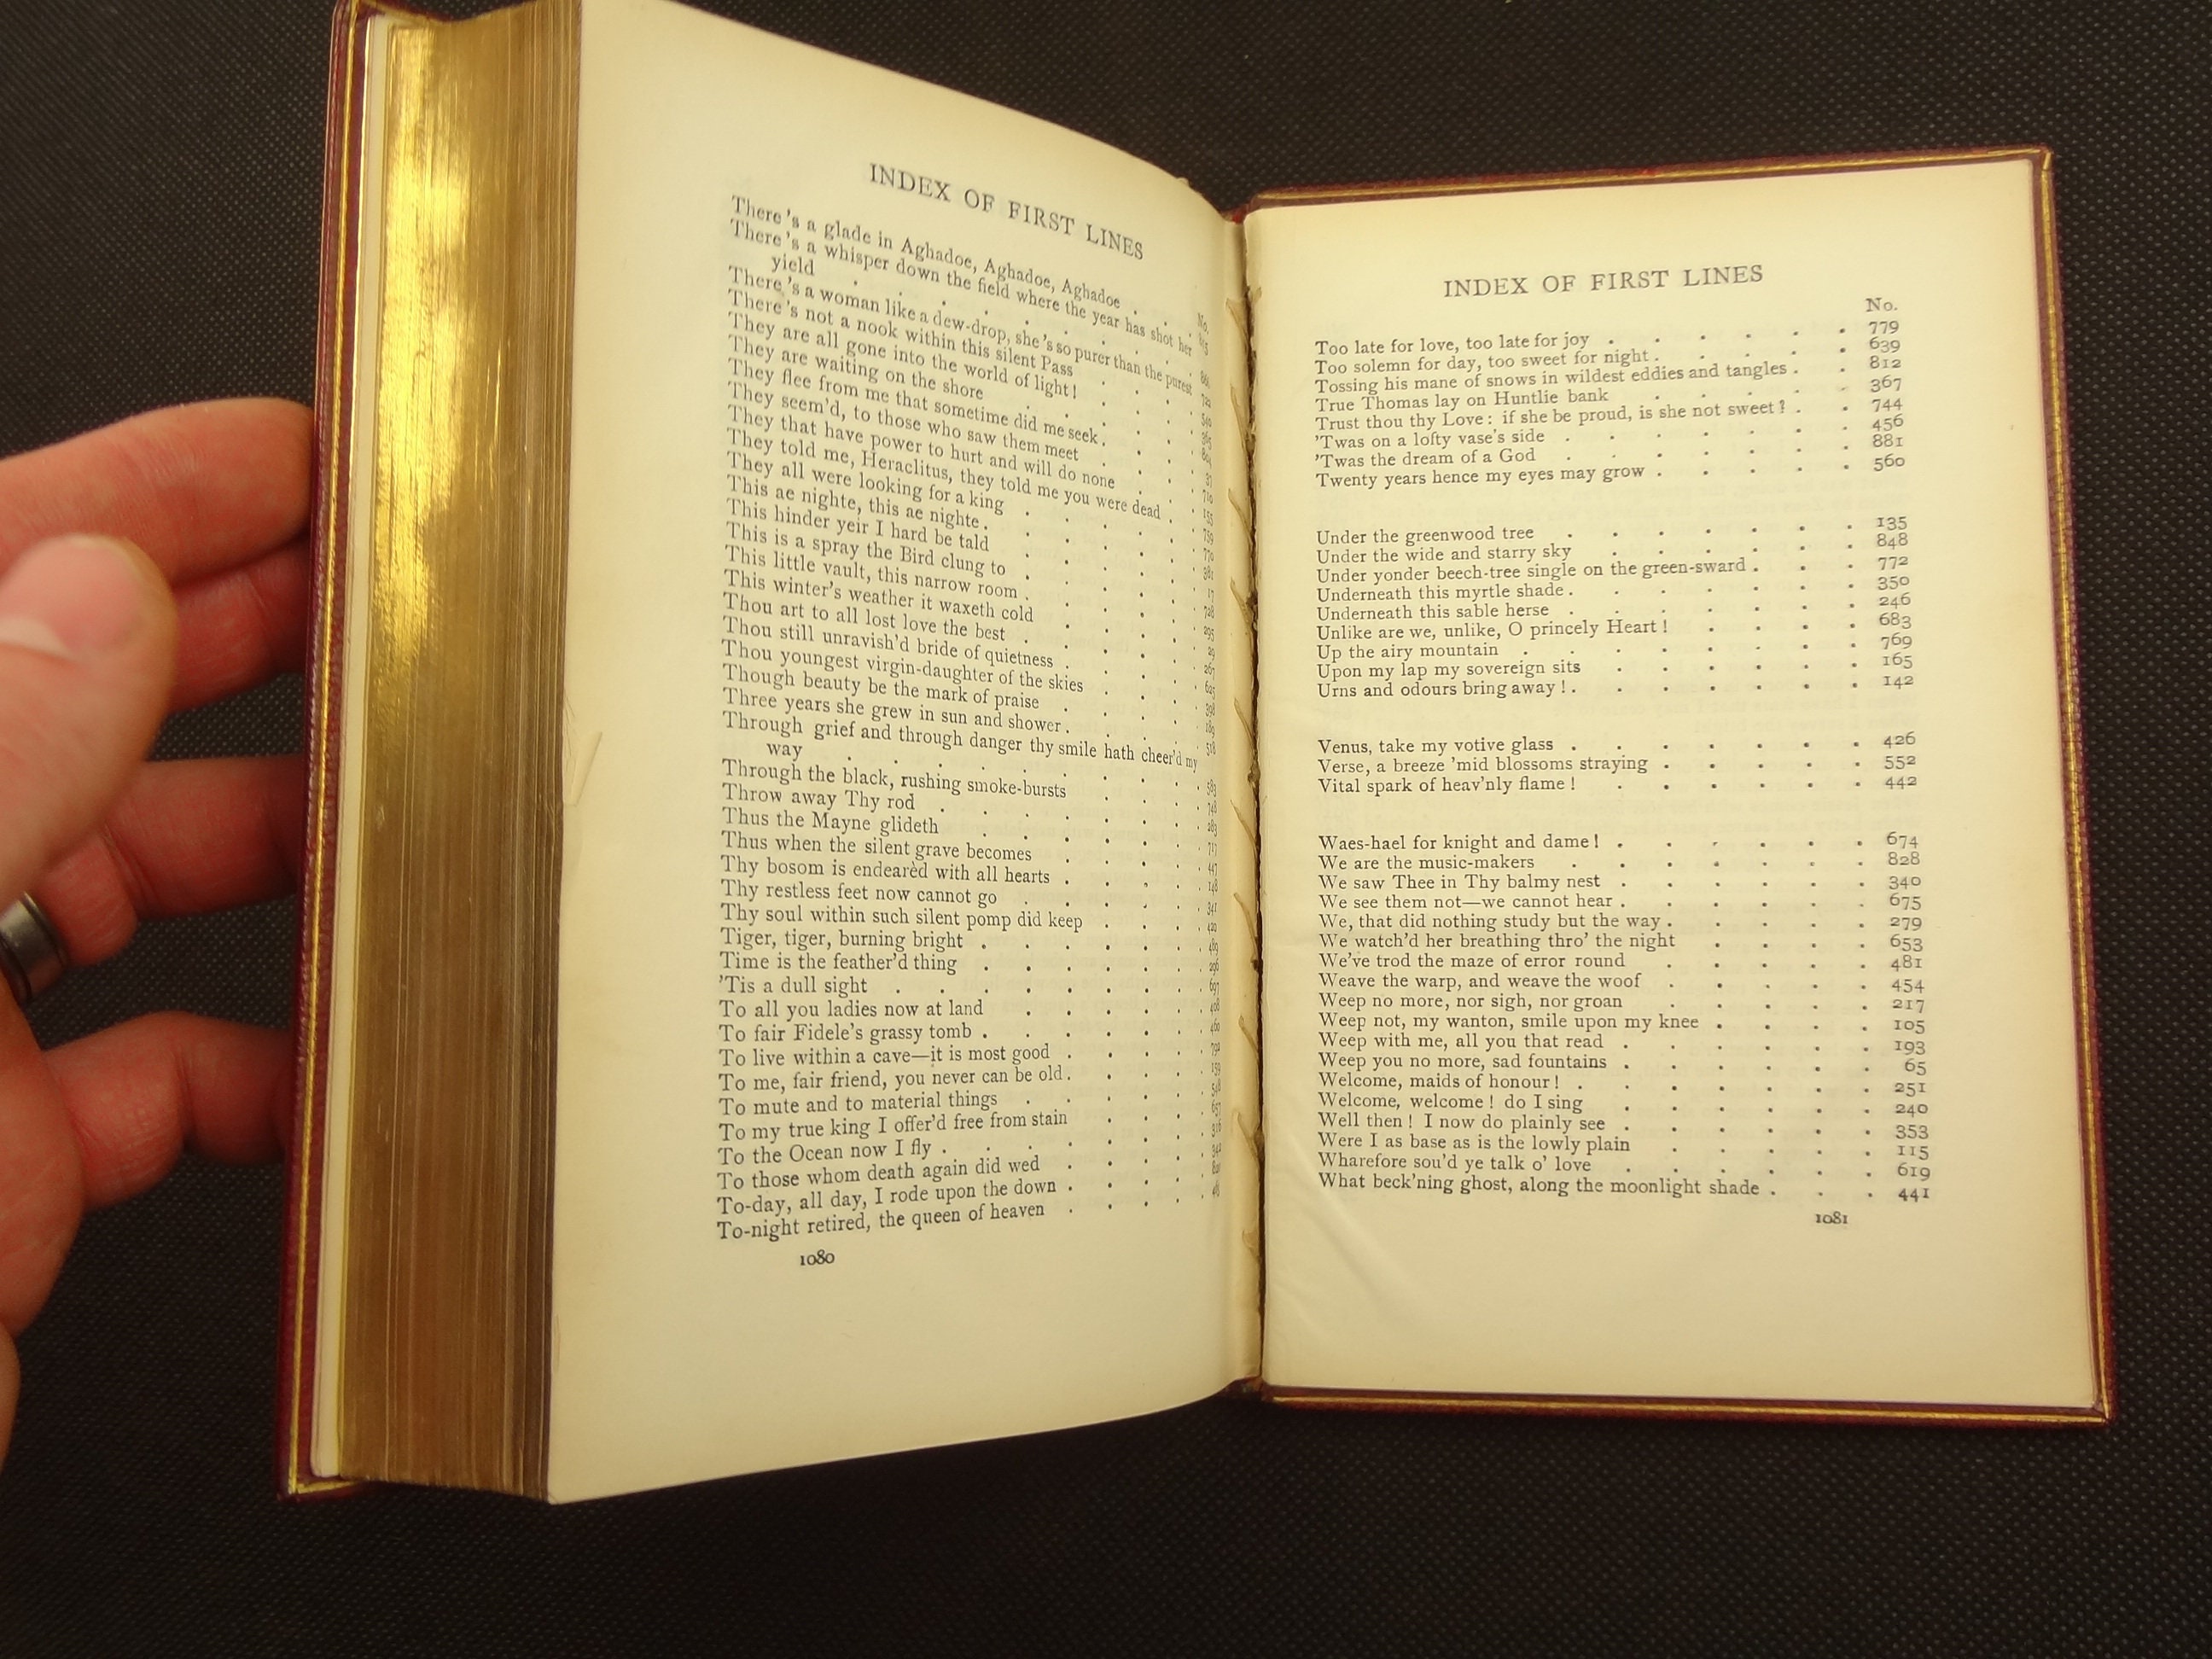 INDEX OF FIRST LINES
No.
There's a glade in Aghadoe, Aghadoe, Aghadoe
There's a whisper down the field where the year has shot her
yield
There's a woman like a dew-drop, she's so purer than the purest
There's not a nook within this silent Pass
They are all gone into the world of light!
They are waiting on the shore
They flee from me that sometime did me seek.
They seem'd, to those who saw them meet
They that have power to hurt and will do none
They told me, Heraclitus, they told me you were dead
They all were looking for a king
This ae nighte, this ae nighte.
This hinder yeir I hard be tald
This is a spray the Bird clung to
This little vault, this narrow room
This winter's weather it waxeth cold
Thou art to all lost love the best
Thou still unravish'd bride of quietness
Thou youngest virgin-daughter of the skies
Though beauty be the mark of praise
Three years she grew in sun and shower
Through grief and through danger thy smile hath cheer'd my
way
Through the black, rushing smoke-bursts
Throw away Thy rod
Thus the Mayne glideth
Thus when the silent grave becomes
Thy bosom is endearèd with all hearts
Thy restless feet now cannot go
Thy soul within such silent pomp did keep
Tiger, tiger, burning bright
Time is the feather'd thing
'Tis a dull sight
To all you ladies now at land
To fair Fidele's grassy tomb
To live within a cave—it is most good
To me, fair friend, you never can be old
To mute and to material things
To my true king I offer'd free from stain
To the Ocean now I fly
To those whom death again did wed
To-day, all day, I rode upon the down
To-night retired, the queen of heaven
1080
INDEX OF FIRST LINES
No.
Too late for love, too late for joy . . . . . 779
Too solemn for day, too sweet for night . . . . 639
Tossing his mane of snows in wildest eddies and tangles . . 812
True Thomas lay on Huntlie bank . . . . . 367
Trust thou thy Love: if she be proud, is she not sweet? . . 744
'Twas on a lofty vase's side . . . . . . 456
'Twas the dream of a God . . . . . . 881
Twenty years hence my eyes may grow . . . . . 560
Under the greenwood tree . . . . . . 135
Under the wide and starry sky . . . . . 848
Under yonder beech-tree single on the green-sward . . . 772
Underneath this myrtle shade . . . . . . 350
Underneath this sable herse . . . . . . 246
Unlike are we, unlike, O princely Heart! . . . . 683
Up the airy mountain . . . . . . . 769
Upon my lap my sovereign sits . . . . . 165
Urns and odours bring away! . . . . . . 142
Venus, take my votive glass . . . . . . 426
Verse, a breeze 'mid blossoms straying . . . . . 552
Vital spark of heav'nly flame! . . . . . 442
Waes-hael for knight and dame! . . . . . . 674
We are the music-makers . . . . . . 828
We saw Thee in Thy balmy nest . . . . . . 340
We see them not—we cannot hear . . . . . . 675
We, that did nothing study but the way . . . . . 279
We watch'd her breathing thro' the night . . . . 653
We've trod the maze of error round . . . . . 481
Weave the warp, and weave the woof . . . . . 454
Weep no more, nor sigh, nor groan . . . . . 217
Weep not, my wanton, smile upon my knee . . . . 105
Weep with me, all you that read . . . . . . 193
Weep you no more, sad fountains . . . . . . 65
Welcome, maids of honour! . . . . . . 251
Welcome, welcome! do I sing . . . . . . 240
Well then! I now do plainly see . . . . . . 353
Were I as base as is the lowly plain . . . . . 115
Wharefore sou'd ye talk o' love . . . . . . 619
What beck'ning ghost, along the moonlight shade . . . 441
1081